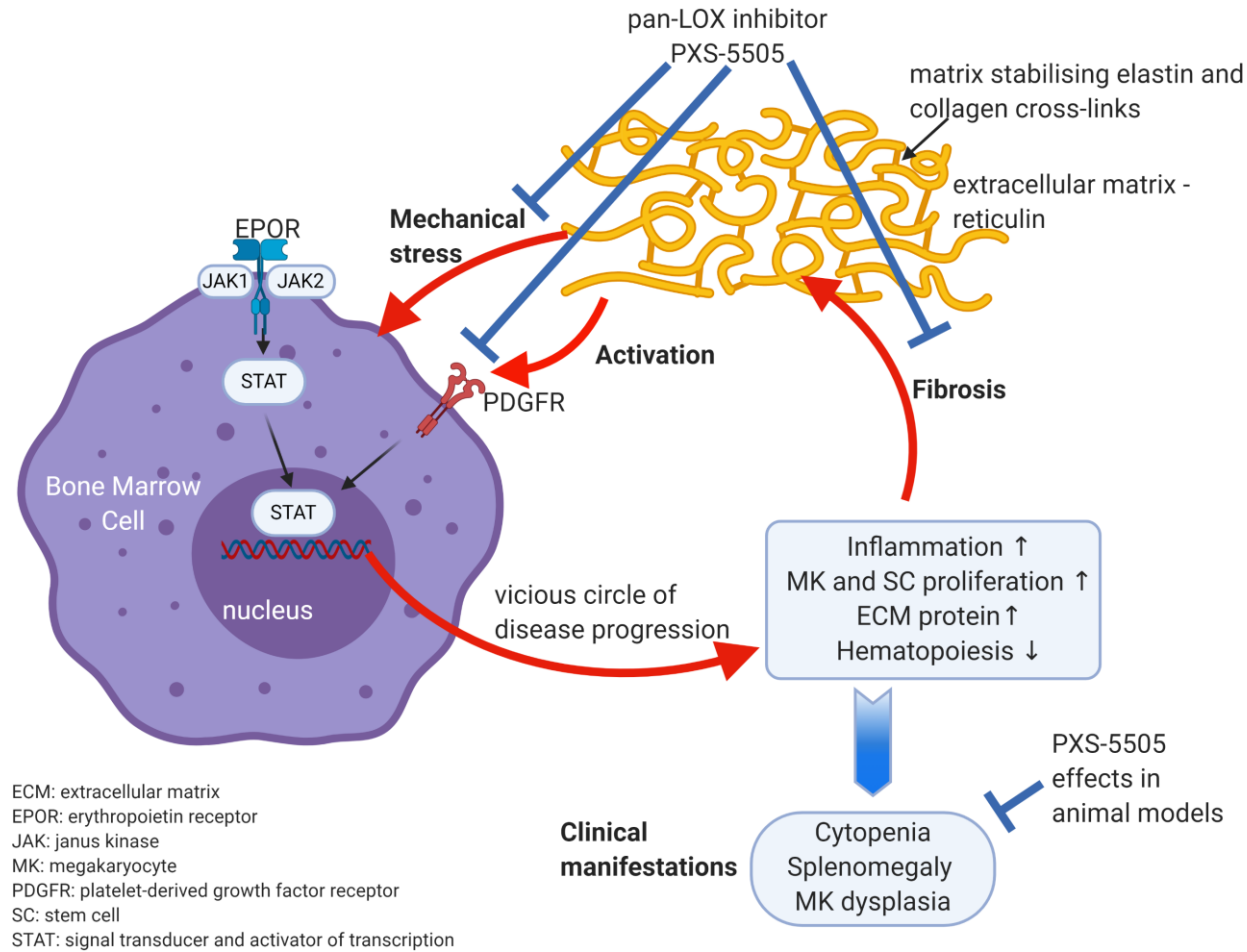 pan-LOX inhibitor
PXS-5505
matrix stabilising elastin and
collagen cross-links
extracellular matrix -
reticulin
Mechanical
stress
EPOR
JAK1
JAK2
STAT
Activation
PDGFR
Fibrosis
Bone Marrow
Cell
STAT
nucleus
vicious circle of
disease progression
Inflammation ↑
MK and SC proliferation ↑
ECM protein↑
Hematopoiesis ↓
PXS-5505
effects in
animal models
Clinical
manifestations
Cytopenia
Splenomegaly
MK dysplasia
ECM: extracellular matrix
EPOR: erythropoietin receptor
JAK: janus kinase
MK: megakaryocyte
PDGFR: platelet-derived growth factor receptor
SC: stem cell
STAT: signal transducer and activator of transcription